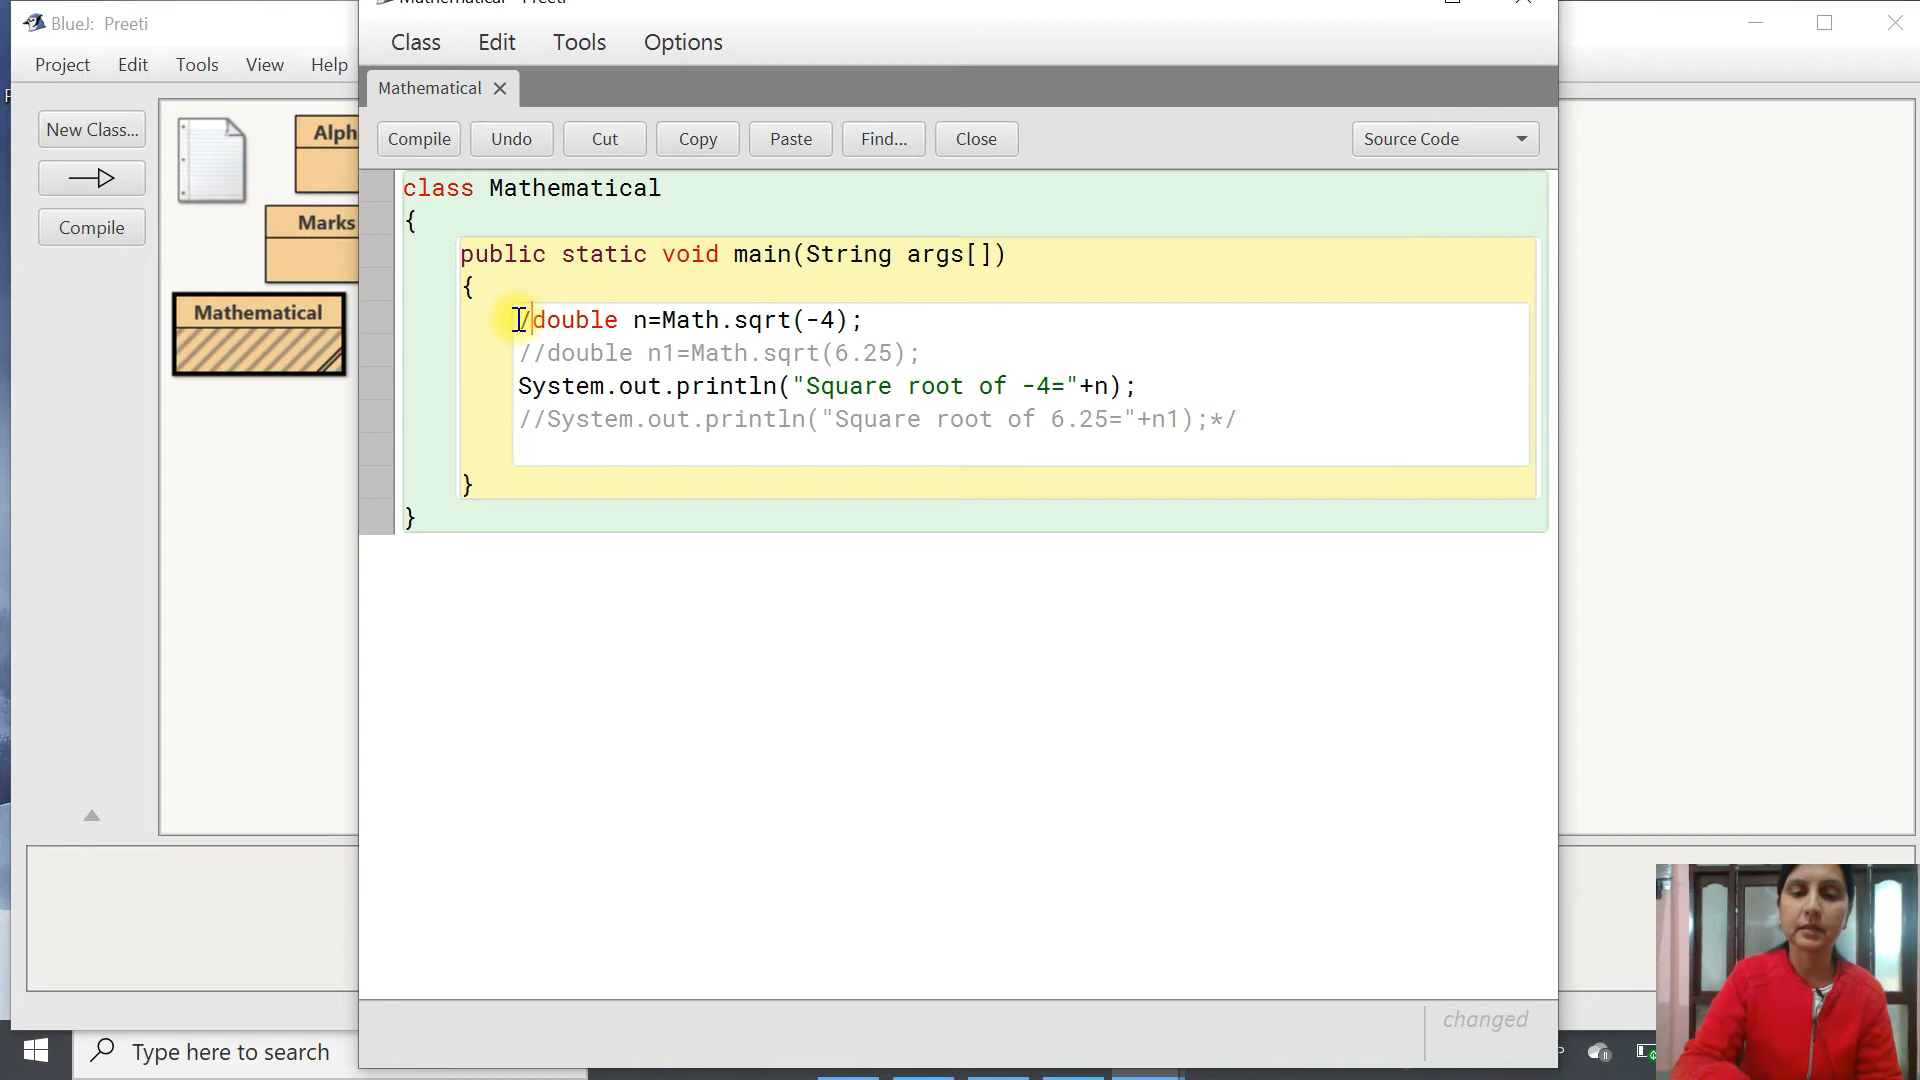 BlueJ: Preeti
Project Edit Tools View Help
New Class...
Compile
Alph
Marks
Mathematical
Mathematical - Preeti
Class Edit Tools Options
Mathematical
Compile Undo Cut Copy Paste Find... Close Source Code
class Mathematical
{
public static void main(String args[])
{
/double n=Math.sqrt(-4);
//double n1=Math.sqrt(6.25);
System.out.println("Square root of -4="+n);
//System.out.println("Square root of 6.25="+n1);*/
}
}
changed
Type here to search